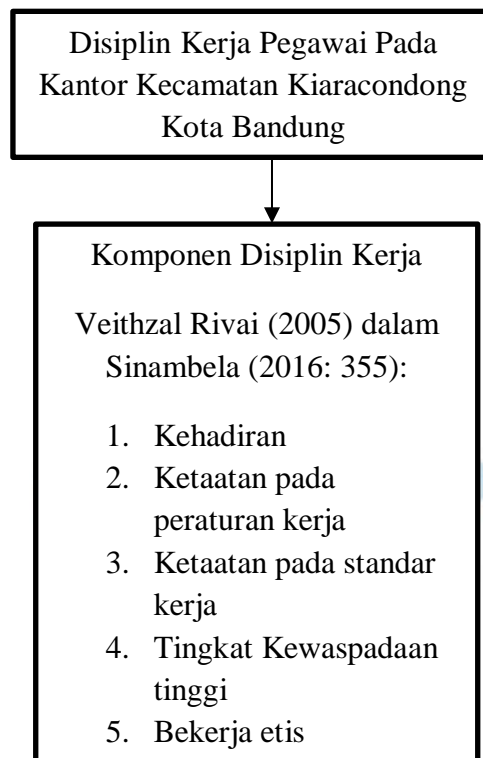 Disiplin Kerja Pegawai Pada
Kantor Kecamatan Kiaracondong
Kota Bandung
Komponen Disiplin Kerja
Veithzal Rivai (2005) dalam
Sinambela (2016: 355):
1. Kehadiran
2. Ketaatan pada
peraturan kerja
3. Ketaatan pada standar
kerja
4. Tingkat Kewaspadaan
tinggi
5. Bekerja etis